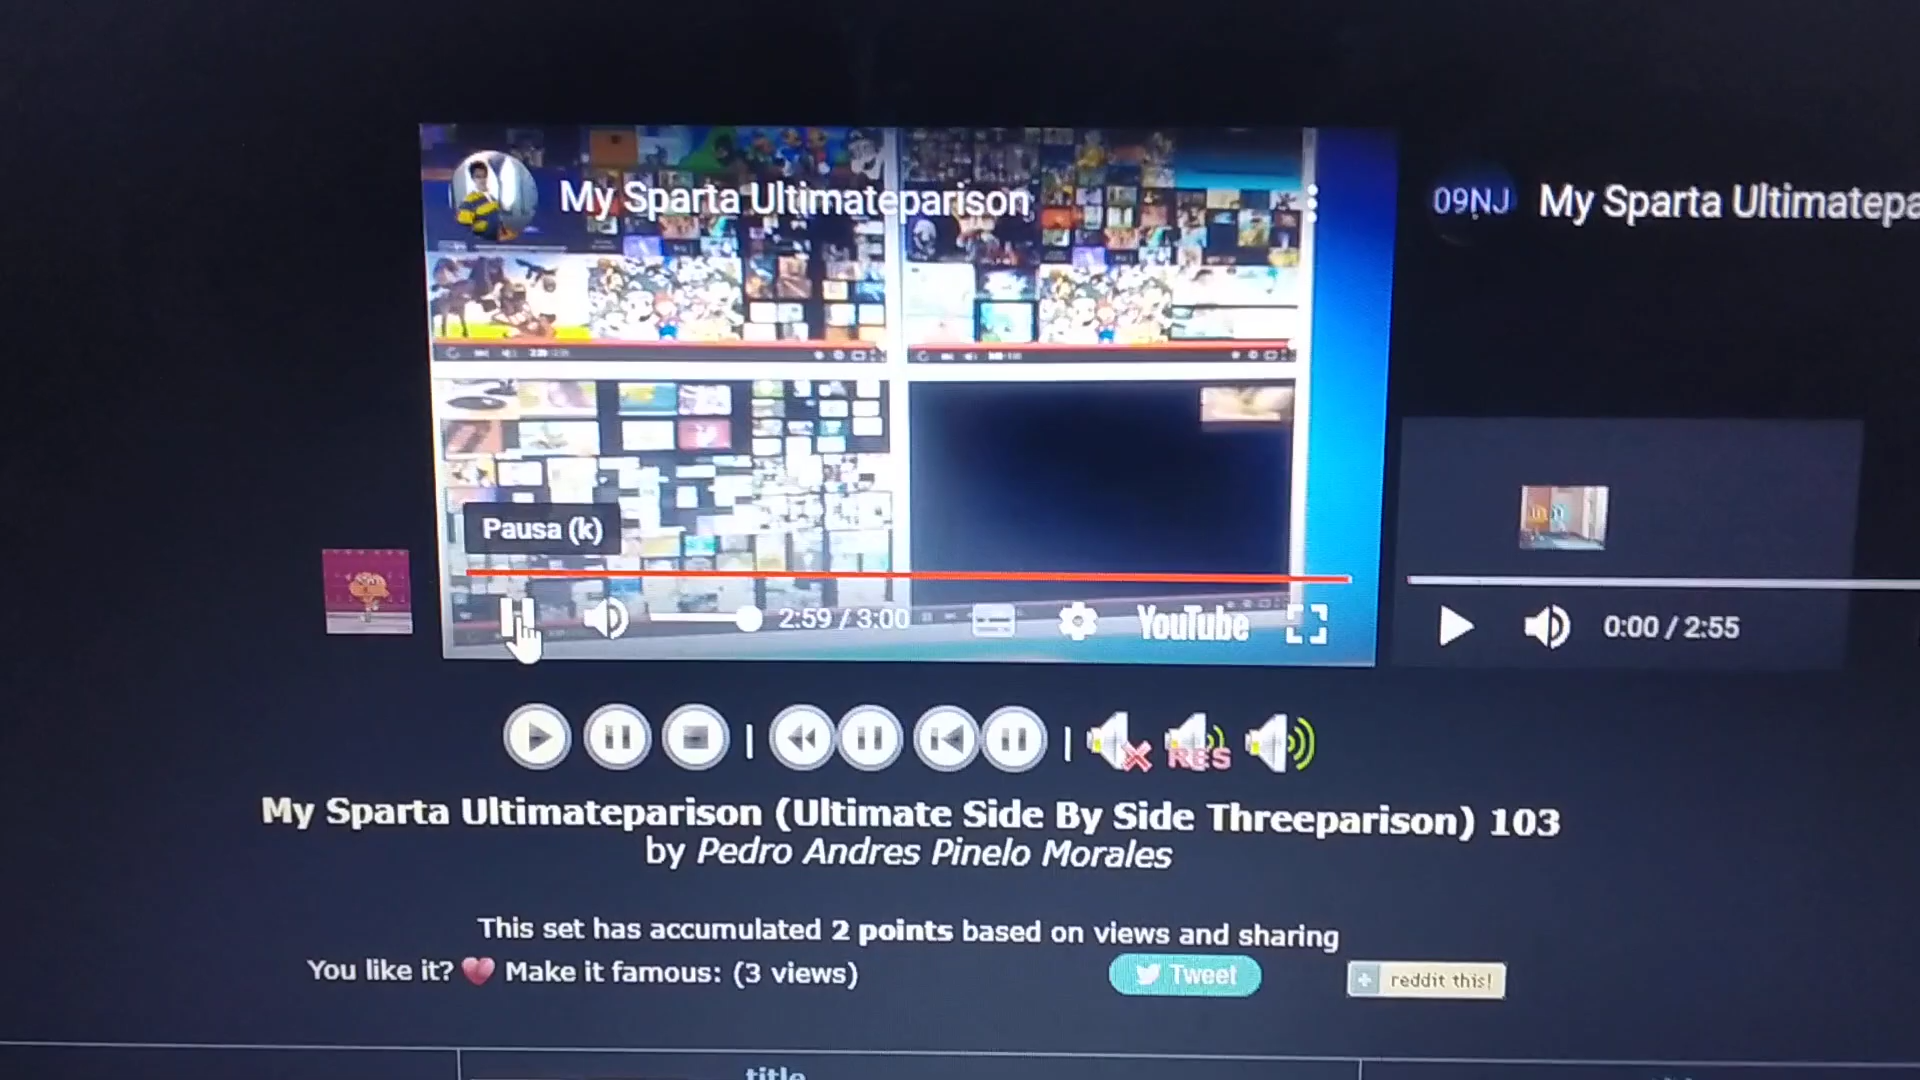 My Sparta Ultimateparison
09NJ My Sparta Ultimatepa
Pausa (k)
2:59 / 3:00
YouTube
0:00 / 2:55
RES
My Sparta Ultimateparison (Ultimate Side By Side Threeparison) 103
by Pedro Andres Pinelo Morales
This set has accumulated 2 points based on views and sharing
You like it? Make it famous: (3 views)
Tweet
reddit this!
title